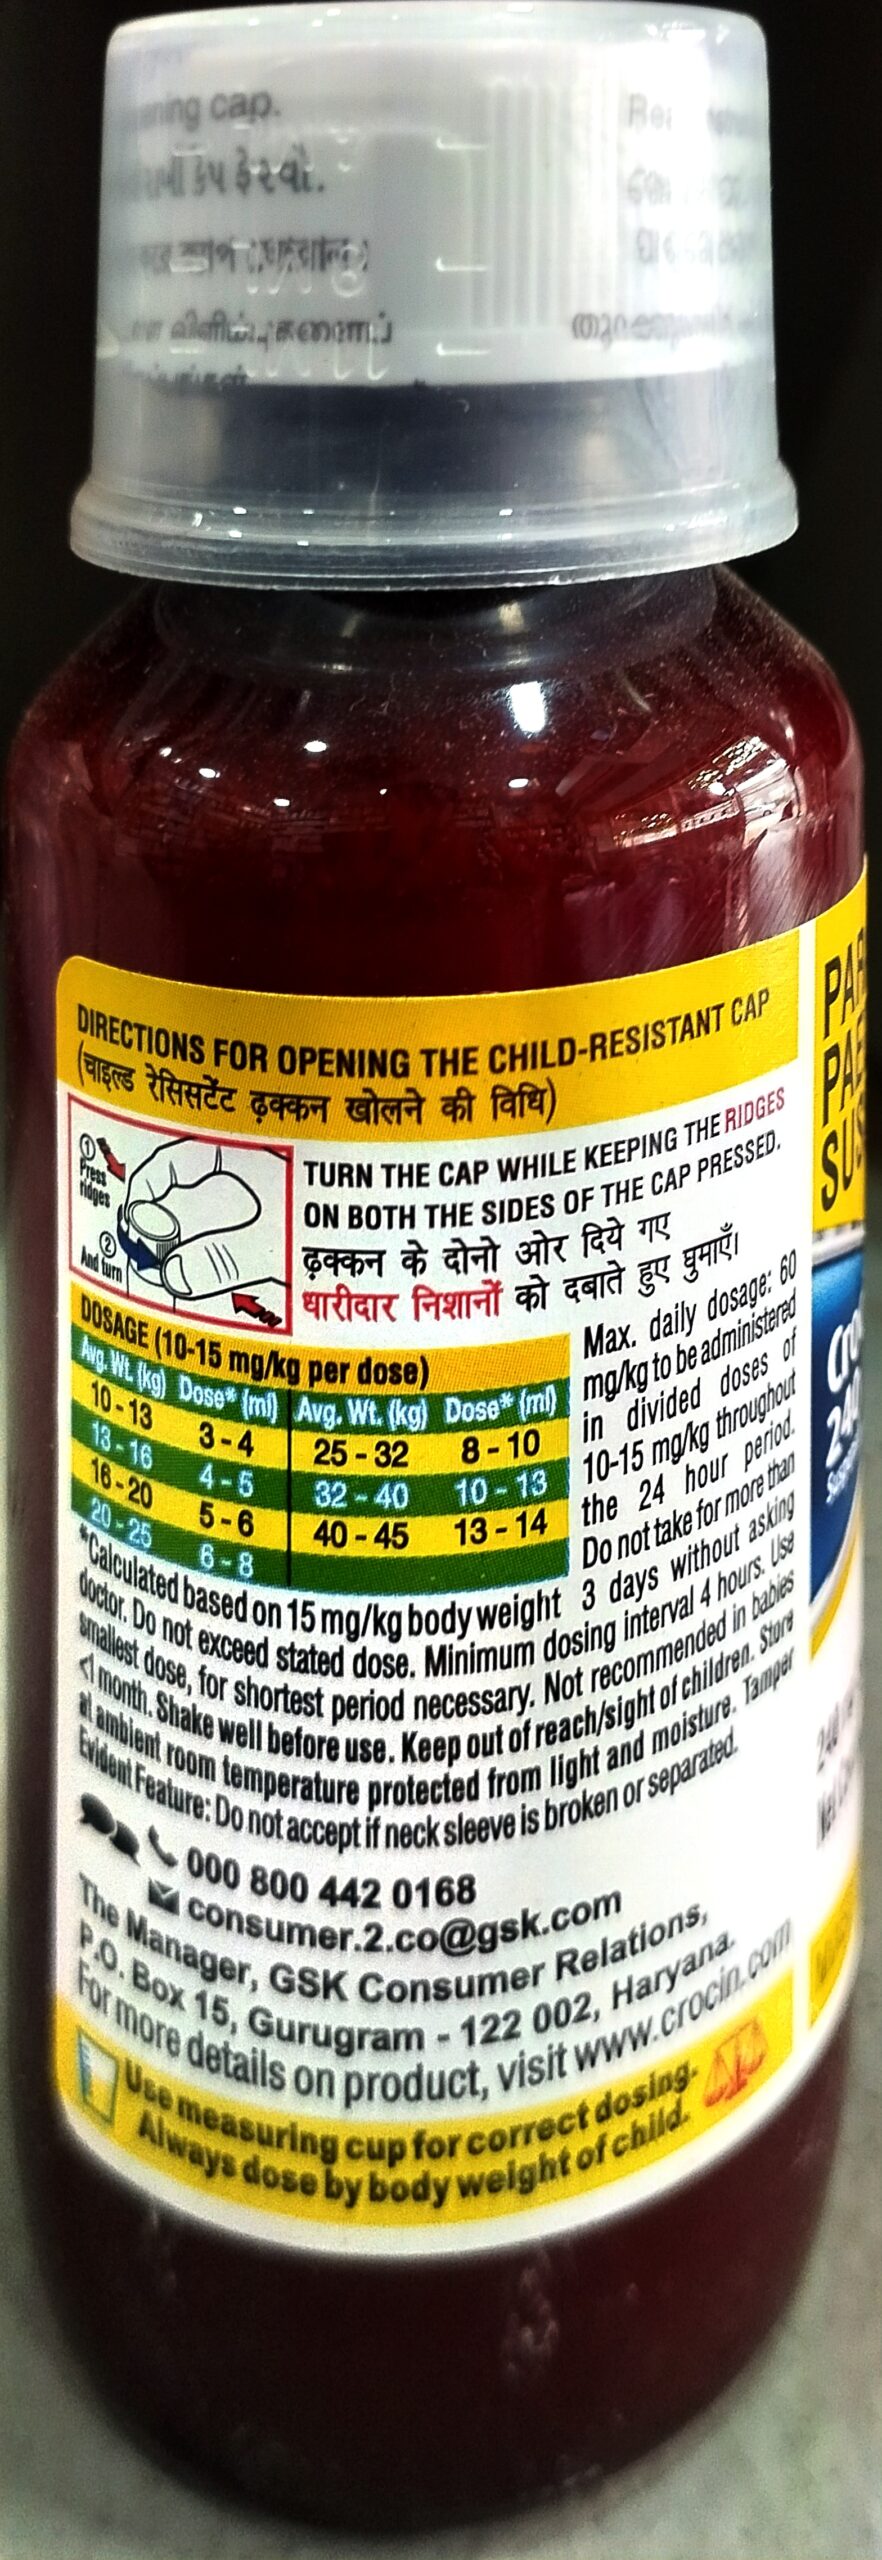 ning cap.
DIRECTIONS FOR OPENING THE CHILD-RESISTANT CAP
(चाइल्ड रेसिसटेंट ढ़क्कन खोलने की विधि)
1 Press ridges
2 And turn
TURN THE CAP WHILE KEEPING THE RIDGES
ON BOTH THE SIDES OF THE CAP PRESSED.
ढ़क्कन के दोनो ओर दिये गए
धारीदार निशानों को दबाते हुए घुमाएँ।
DOSAGE (10-15 mg/kg per dose)
Avg. Wt. (kg) Dose* (ml) Avg. Wt. (kg) Dose* (ml)
10 - 13 3 - 4 25 - 32 8 - 10
13 - 16 4 - 5 32 - 40 10 - 13
16 - 20 5 - 6 40 - 45 13 - 14
20 - 25 6 - 8
Max. daily dosage: 60
mg/kg to be administered
in divided doses of
10-15 mg/kg throughout
the 24 hour period.
Do not take for more than
*Calculated based on 15 mg/kg body weight 3 days without asking
doctor. Do not exceed stated dose. Minimum dosing interval 4 hours. Use
smallest dose, for shortest period necessary. Not recommended in babies
<1 month. Shake well before use. Keep out of reach/sight of children. Store
at ambient room temperature protected from light and moisture. Tamper
Evident Feature: Do not accept if neck sleeve is broken or separated.
000 800 442 0168
consumer.2.co@gsk.com
The Manager, GSK Consumer Relations,
P.O. Box 15, Gurugram - 122 002, Haryana.
For more details on product, visit www.crocin.com
Use measuring cup for correct dosing.
Always dose by body weight of child.
PAR
PAE
SUS
Cro
240